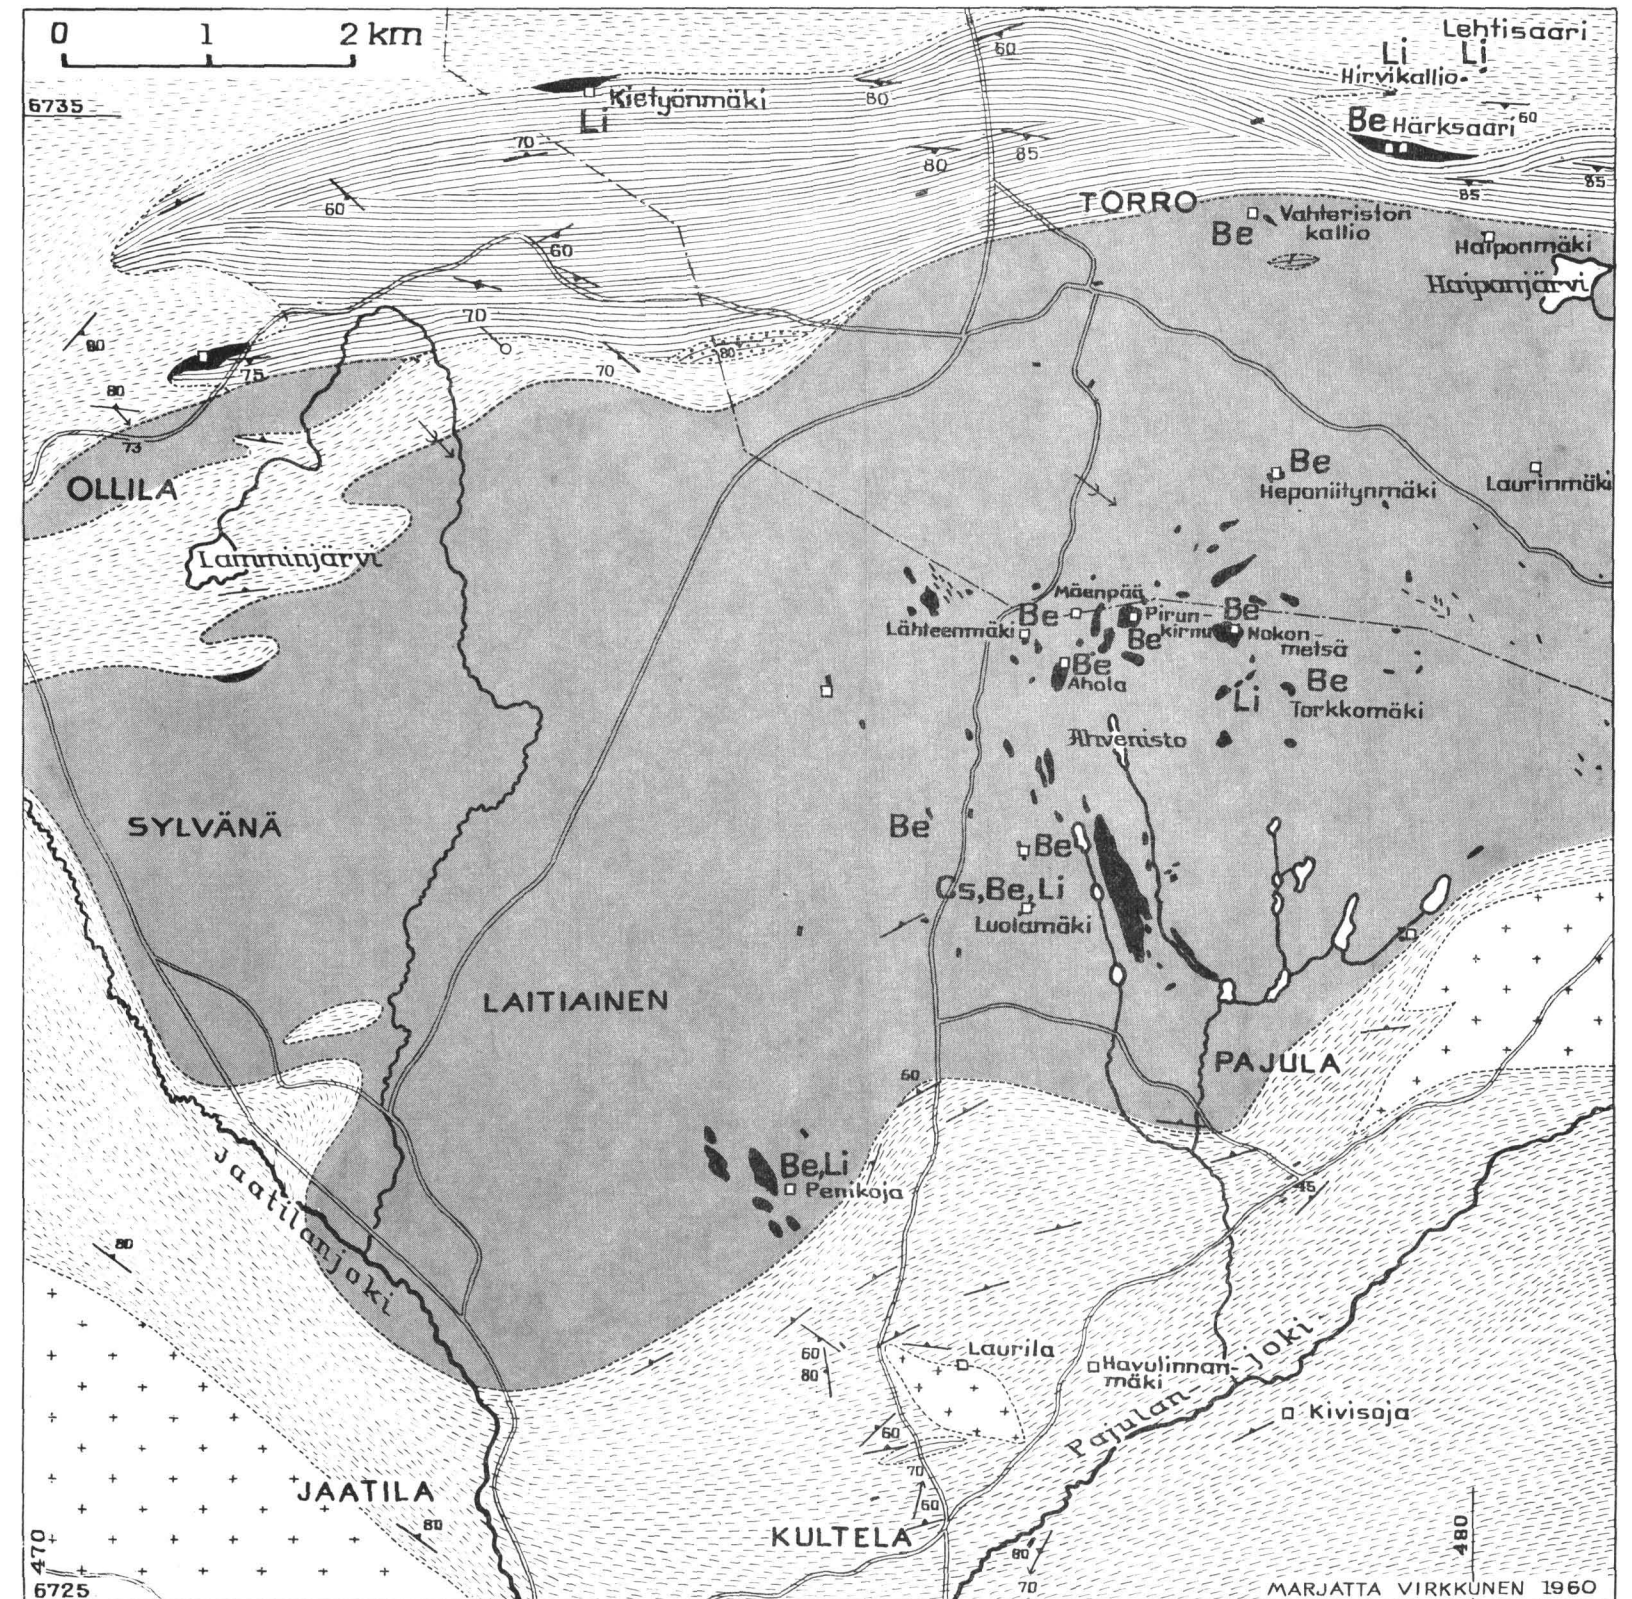 0 1 2 km
Lehtisaari
Li Li
Hirvikallio
6735
Kietyönmäki
Li
60
80
Be Härksaari
60
70
80
85
85
85
60
TORRO
Vahteriston
kallio
Be
Haiponmäki
Haipanjärvi
60
70
80
80
75
70
80
73
OLLILA
Be
Heponiitynmäki
Laurinmäki
Lamminjärvi
Mäenpää
Be
Lähteenmäki
Pirun-
kirnu
Be
Be
Nokon-
metsä
Be
Ahola
Li
Be
Torkkomäki
Ahvenisto
SYLVÄNÄ
Be
Be
Cs,Be,Li
Luolamäki
LAITIAINEN
PAJULA
60
Be,Li
Penikoja
45
Jaatilanjoki
80
60
80
Laurila
Havulinnan-
mäki
Pajulan-joki
Kivisoja
60
70
60
JAATILA
80
KULTELA
80
70
470
480
6725
MARJATTA VIRKKUNEN 1960